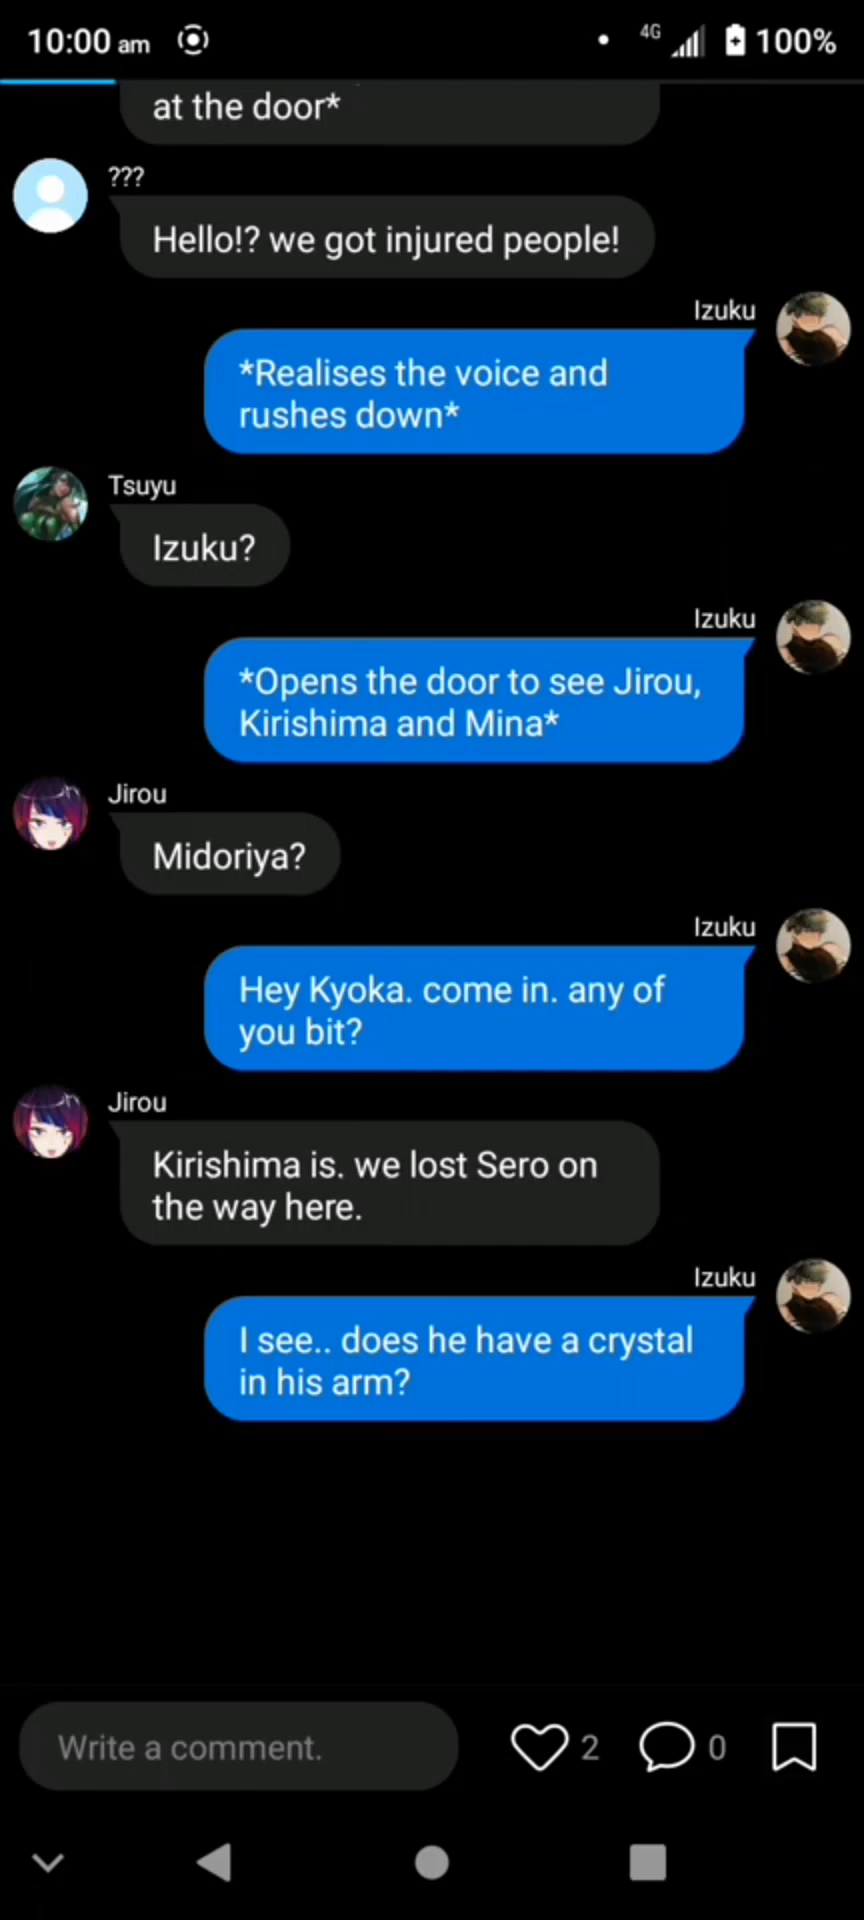 10:00 am
4G
100%
at the door*
???
Hello!? we got injured people!
Izuku
*Realises the voice and
rushes down*
Tsuyu
Izuku?
Izuku
*Opens the door to see Jirou,
Kirishima and Mina*
Jirou
Midoriya?
Izuku
Hey Kyoka. come in. any of
you bit?
Jirou
Kirishima is. we lost Sero on
the way here.
Izuku
I see.. does he have a crystal
in his arm?
Write a comment.
2
0